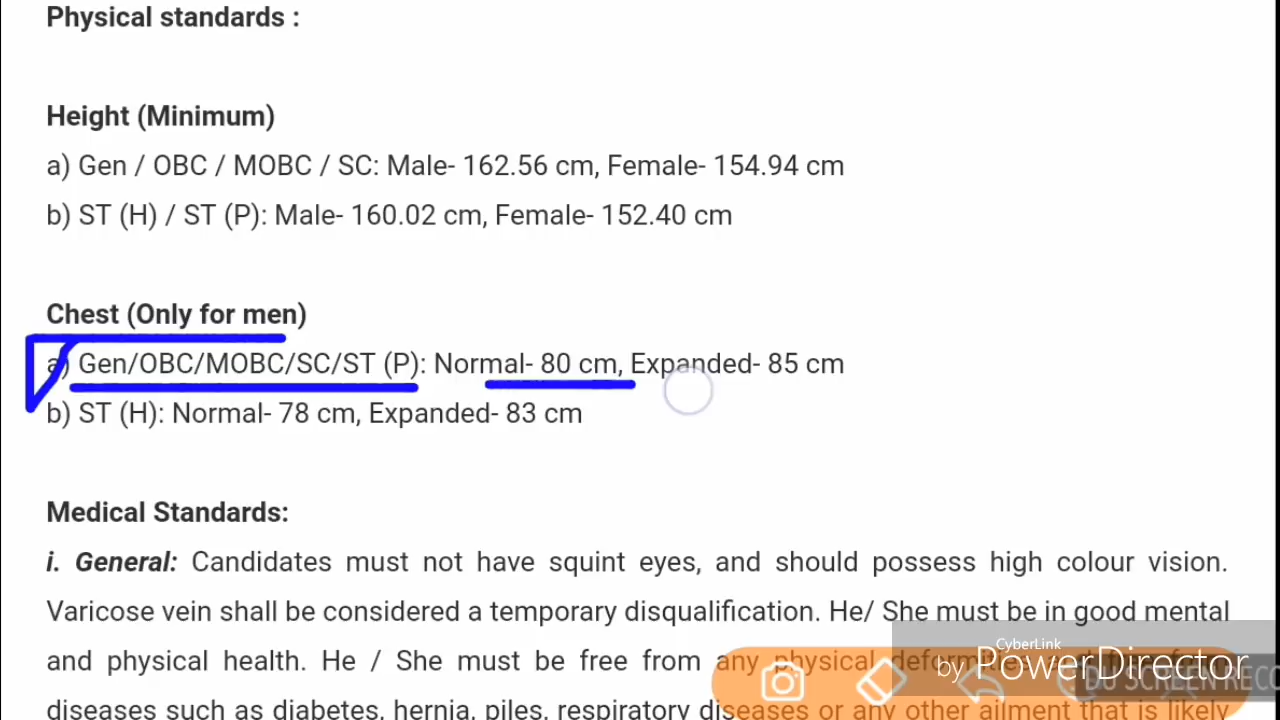 Physical standards :
Height (Minimum)
a) Gen / OBC / MOBC / SC: Male- 162.56 cm, Female- 154.94 cm
b) ST (H) / ST (P): Male- 160.02 cm, Female- 152.40 cm
Chest (Only for men)
a) Gen/OBC/MOBC/SC/ST (P): Normal- 80 cm, Expanded- 85 cm
b) ST (H): Normal- 78 cm, Expanded- 83 cm
Medical Standards:
i. General: Candidates must not have squint eyes, and should possess high colour vision.
Varicose vein shall be considered a temporary disqualification. He/ She must be in good mental
and physical health. He / She must be free from any physical
diseases such as diabetes, hernia, piles, respiratory diseases or any other ailment that is likely
CyberLink
by PowerDirector
DU SCREEN RECO